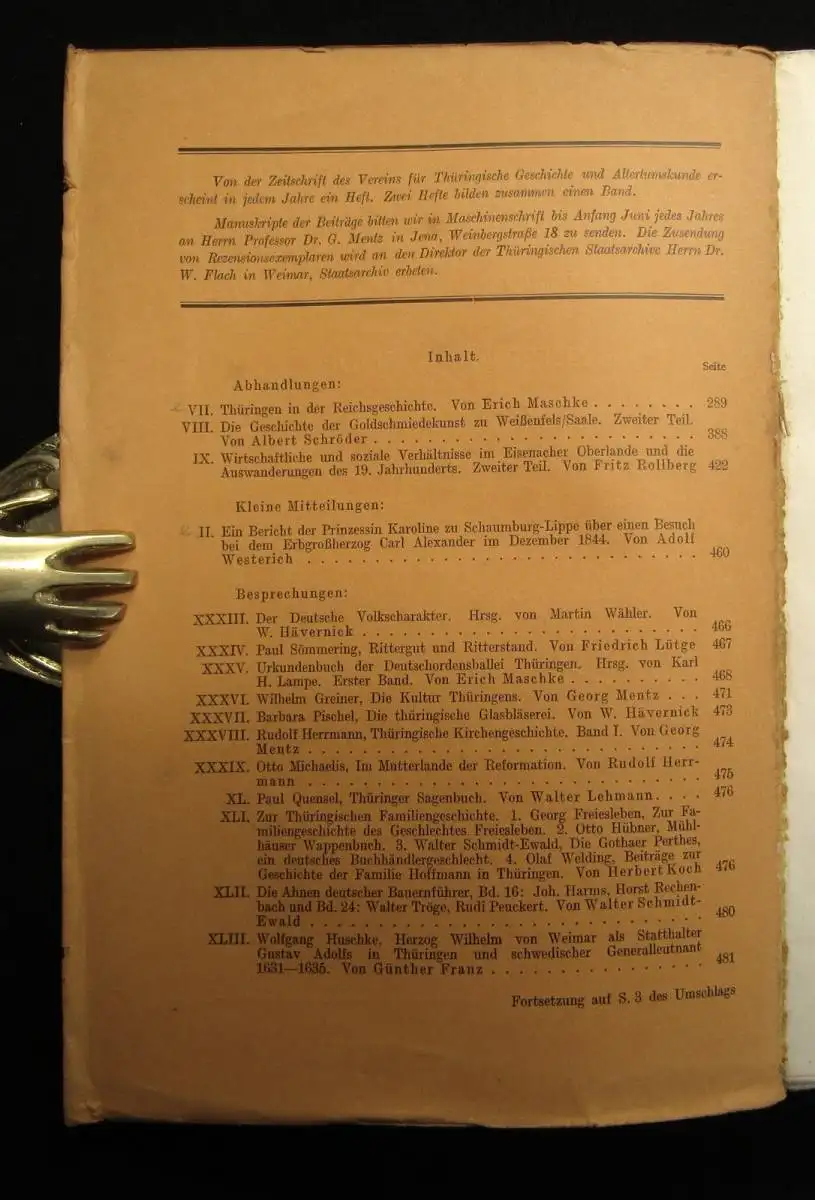 Von der Zeitschrift des Vereins für Thüringische Geschichte und Altertumskunde er-
scheint in jedem Jahre ein Heft. Zwei Hefte bilden zusammen einen Band.
Manuskripte der Beiträge bitten wir in Maschinenschrift bis Anfang Juni jedes Jahres
an Herrn Professor Dr. G. Mentz in Jena, Weinbergstraße 18 zu senden. Die Zusendung
von Rezensionsexemplaren wird an den Direktor der Thüringischen Staatsarchive Herrn Dr.
W. Flach in Weimar, Staatsarchiv erbeten.
Inhalt.
Seite
Abhandlungen:
VII. Thüringen in der Reichsgeschichte. Von Erich Maschke . . . . . . . . 289
VIII. Die Geschichte der Goldschmiedekunst zu Weißenfels/Saale. Zweiter Teil.
Von Albert Schröder . . . . . . . . . . . . . . . . . . . . . . . . 388
IX. Wirtschaftliche und soziale Verhältnisse im Eisenacher Oberlande und die
Auswanderungen des 19. Jahrhunderts. Zweiter Teil. Von Fritz Rollberg 422
Kleine Mitteilungen:
II. Ein Bericht der Prinzessin Karoline zu Schaumburg-Lippe über einen Besuch
bei dem Erbgroßherzog Carl Alexander im Dezember 1844. Von Adolf
Westerich . . . . . . . . . . . . . . . . . . . . . . . . . . . . . 460
Besprechungen:
XXXIII. Der Deutsche Volkscharakter. Hrsg. von Martin Wähler. Von
W. Hävernick . . . . . . . . . . . . . . . . . . . . . . . . . 466
XXXIV. Paul Sömmering, Rittergut und Ritterstand. Von Friedrich Lütge 467
XXXV. Urkundenbuch der Deutschordensballei Thüringen. Hrsg. von Karl
H. Lampe. Erster Band. Von Erich Maschke . . . . . . . . . . 468
XXXVI. Wilhelm Greiner, Die Kultur Thüringens. Von Georg Mentz . . . 471
XXXVII. Barbara Pischel, Die thüringische Glasbläserei. Von W. Hävernick 473
XXXVIII. Rudolf Herrmann, Thüringische Kirchengeschichte. Band I. Von Georg
Mentz . . . . . . . . . . . . . . . . . . . . . . . . . . . . . 474
XXXIX. Otto Michaelis, Im Mutterlande der Reformation. Von Rudolf Herr-
mann . . . . . . . . . . . . . . . . . . . . . . . . . . . . . 475
XL. Paul Quensel, Thüringer Sagenbuch. Von Walter Lehmann . . . . 476
XLI. Zur Thüringischen Familiengeschichte. 1. Georg Freiesleben, Zur Fa-
miliengeschichte des Geschlechtes Freiesleben. 2. Otto Hübner, Mühl-
häuser Wappenbuch. 3. Walter Schmidt-Ewald, Die Gothaer Perthes,
ein deutsches Buchhändlergeschlecht. 4. Olaf Welding, Beiträge zur
Geschichte der Familie Hoffmann in Thüringen. Von Herbert Koch 476
XLII. Die Ahnen deutscher Bauernführer, Bd. 16: Joh. Harms, Horst Rechen-
bach und Bd. 24: Walter Tröge, Rudi Peuckert. Von Walter Schmidt-
Ewald . . . . . . . . . . . . . . . . . . . . . . . . . . . . . 480
XLIII. Wolfgang Huschke, Herzog Wilhelm von Weimar als Statthalter
Gustav Adolfs in Thüringen und schwedischer Generalleutnant
1631—1635. Von Günther Franz . . . . . . . . . . . . . . . . 481
Fortsetzung auf S. 3 des Umschlags